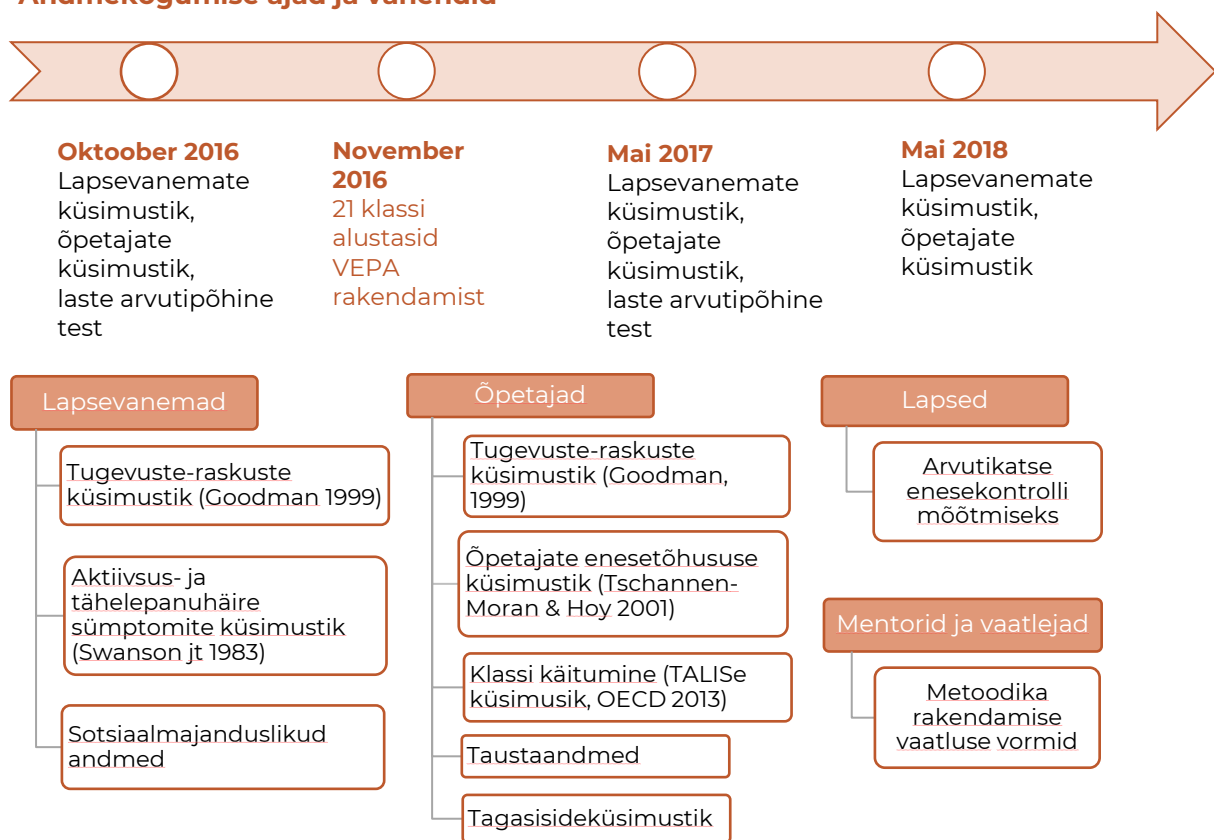 Andmekogumise ajad ja vahendid
Oktoober 2016
Lapsevanemate
küsimustik,
õpetajate
küsimustik,
laste arvutipõhine
test
November
2016
21 klassi
alustasid
VEPA
rakendamist
Mai 2017
Lapsevanemate
küsimustik,
õpetajate
küsimustik,
laste arvutipõhine
test
Mai 2018
Lapsevanemate
küsimustik,
õpetajate
küsimustik
Lapsevanemad
Tugevuste-raskuste
küsimustik (Goodman 1999)
Aktiivsus- ja
tähelepanuhäire
sümptomite küsimustik
(Swanson jt 1983)
Sotsiaalmajanduslikud
andmed
Õpetajad
Tugevuste-raskuste
küsimustik (Goodman,
1999)
Õpetajate enesetõhususe
küsimustik (Tschannen-
Moran & Hoy 2001)
Klassi käitumine (TALISe
küsimusik, OECD 2013)
Taustaandmed
Tagasisideküsimustik
Lapsed
Arvutikatse
enesekontrolli
mõõtmiseks
Mentorid ja vaatlejad
Metoodika
rakendamise
vaatluse vormid